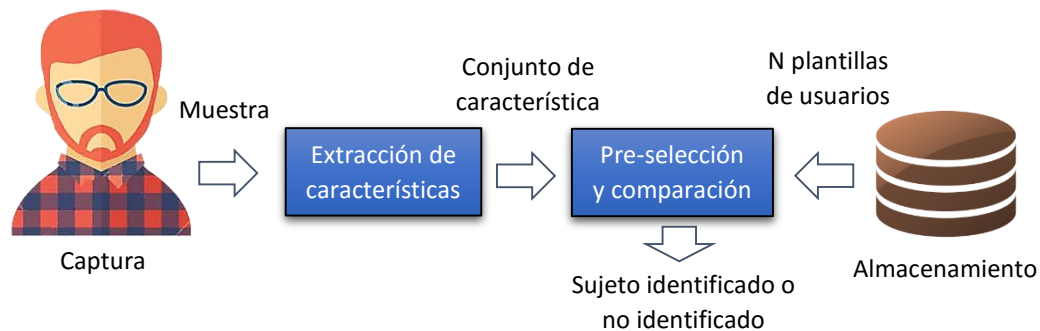 Muestra
Conjunto de
característica
N plantillas
de usuarios
Extracción de
características
Pre-selección
y comparación
Captura
Almacenamiento
Sujeto identificado o
no identificado